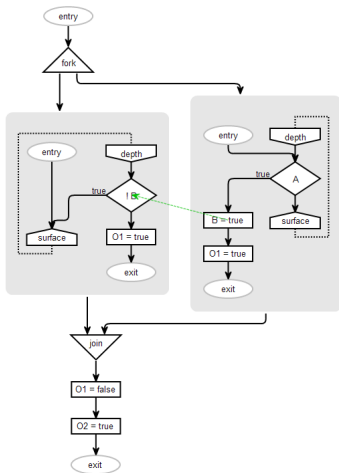 entry
fork
entry
depth
true
! B
surface
O1 = true
exit
entry
depth
true
A
B = true
surface
O1 = true
exit
join
O1 = false
O2 = true
exit